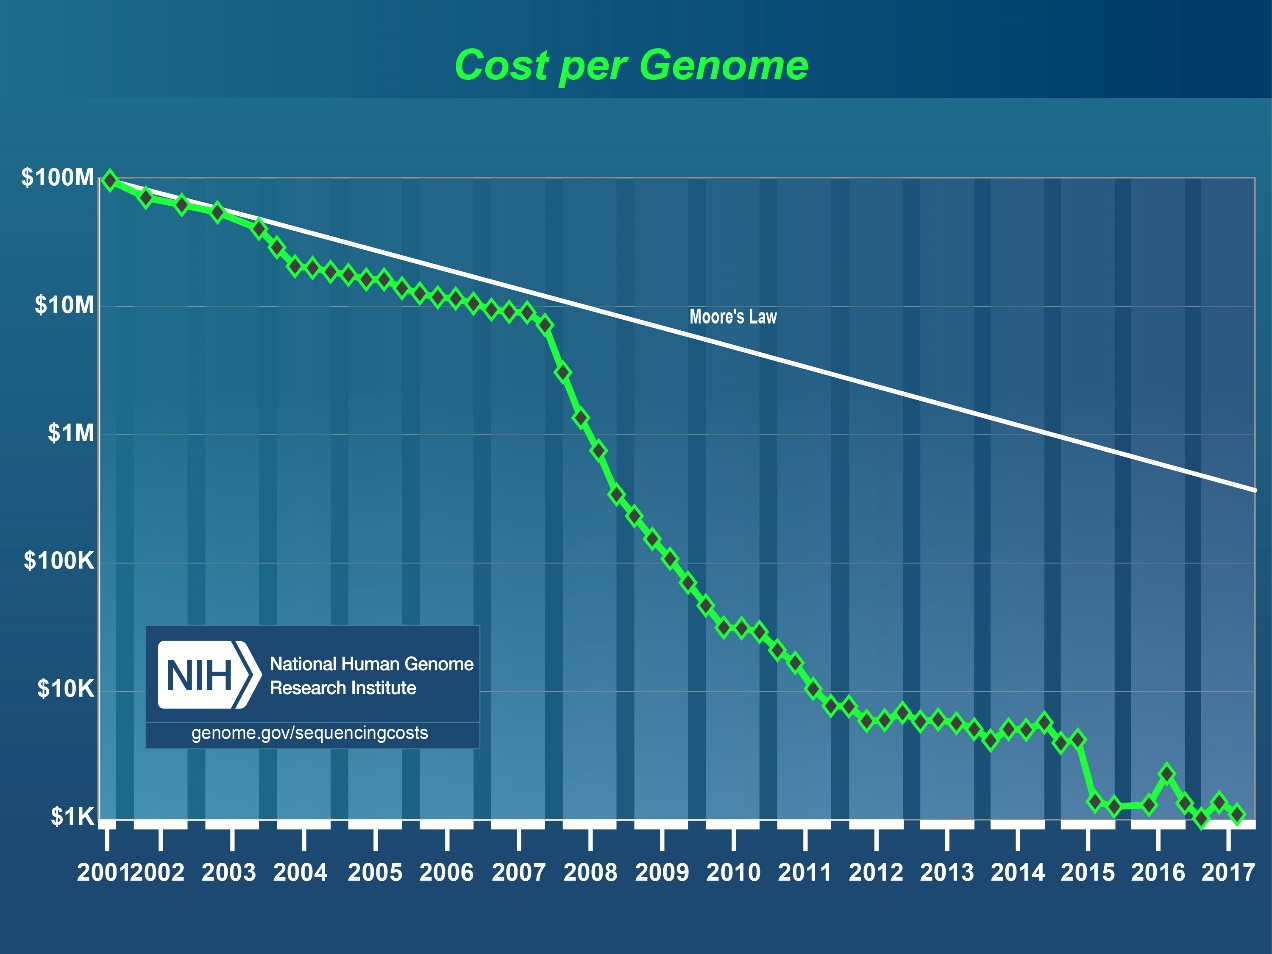 Cost per Genome
$100M
$10M
Moore's Law
$1M
$100K
NIH
National Human Genome
Research Institute
$10K
genome.gov/sequencingcosts
$1K
2001 2002 2003 2004 2005 2006 2007 2008 2009 2010 2011 2012 2013 2014 2015 2016 2017